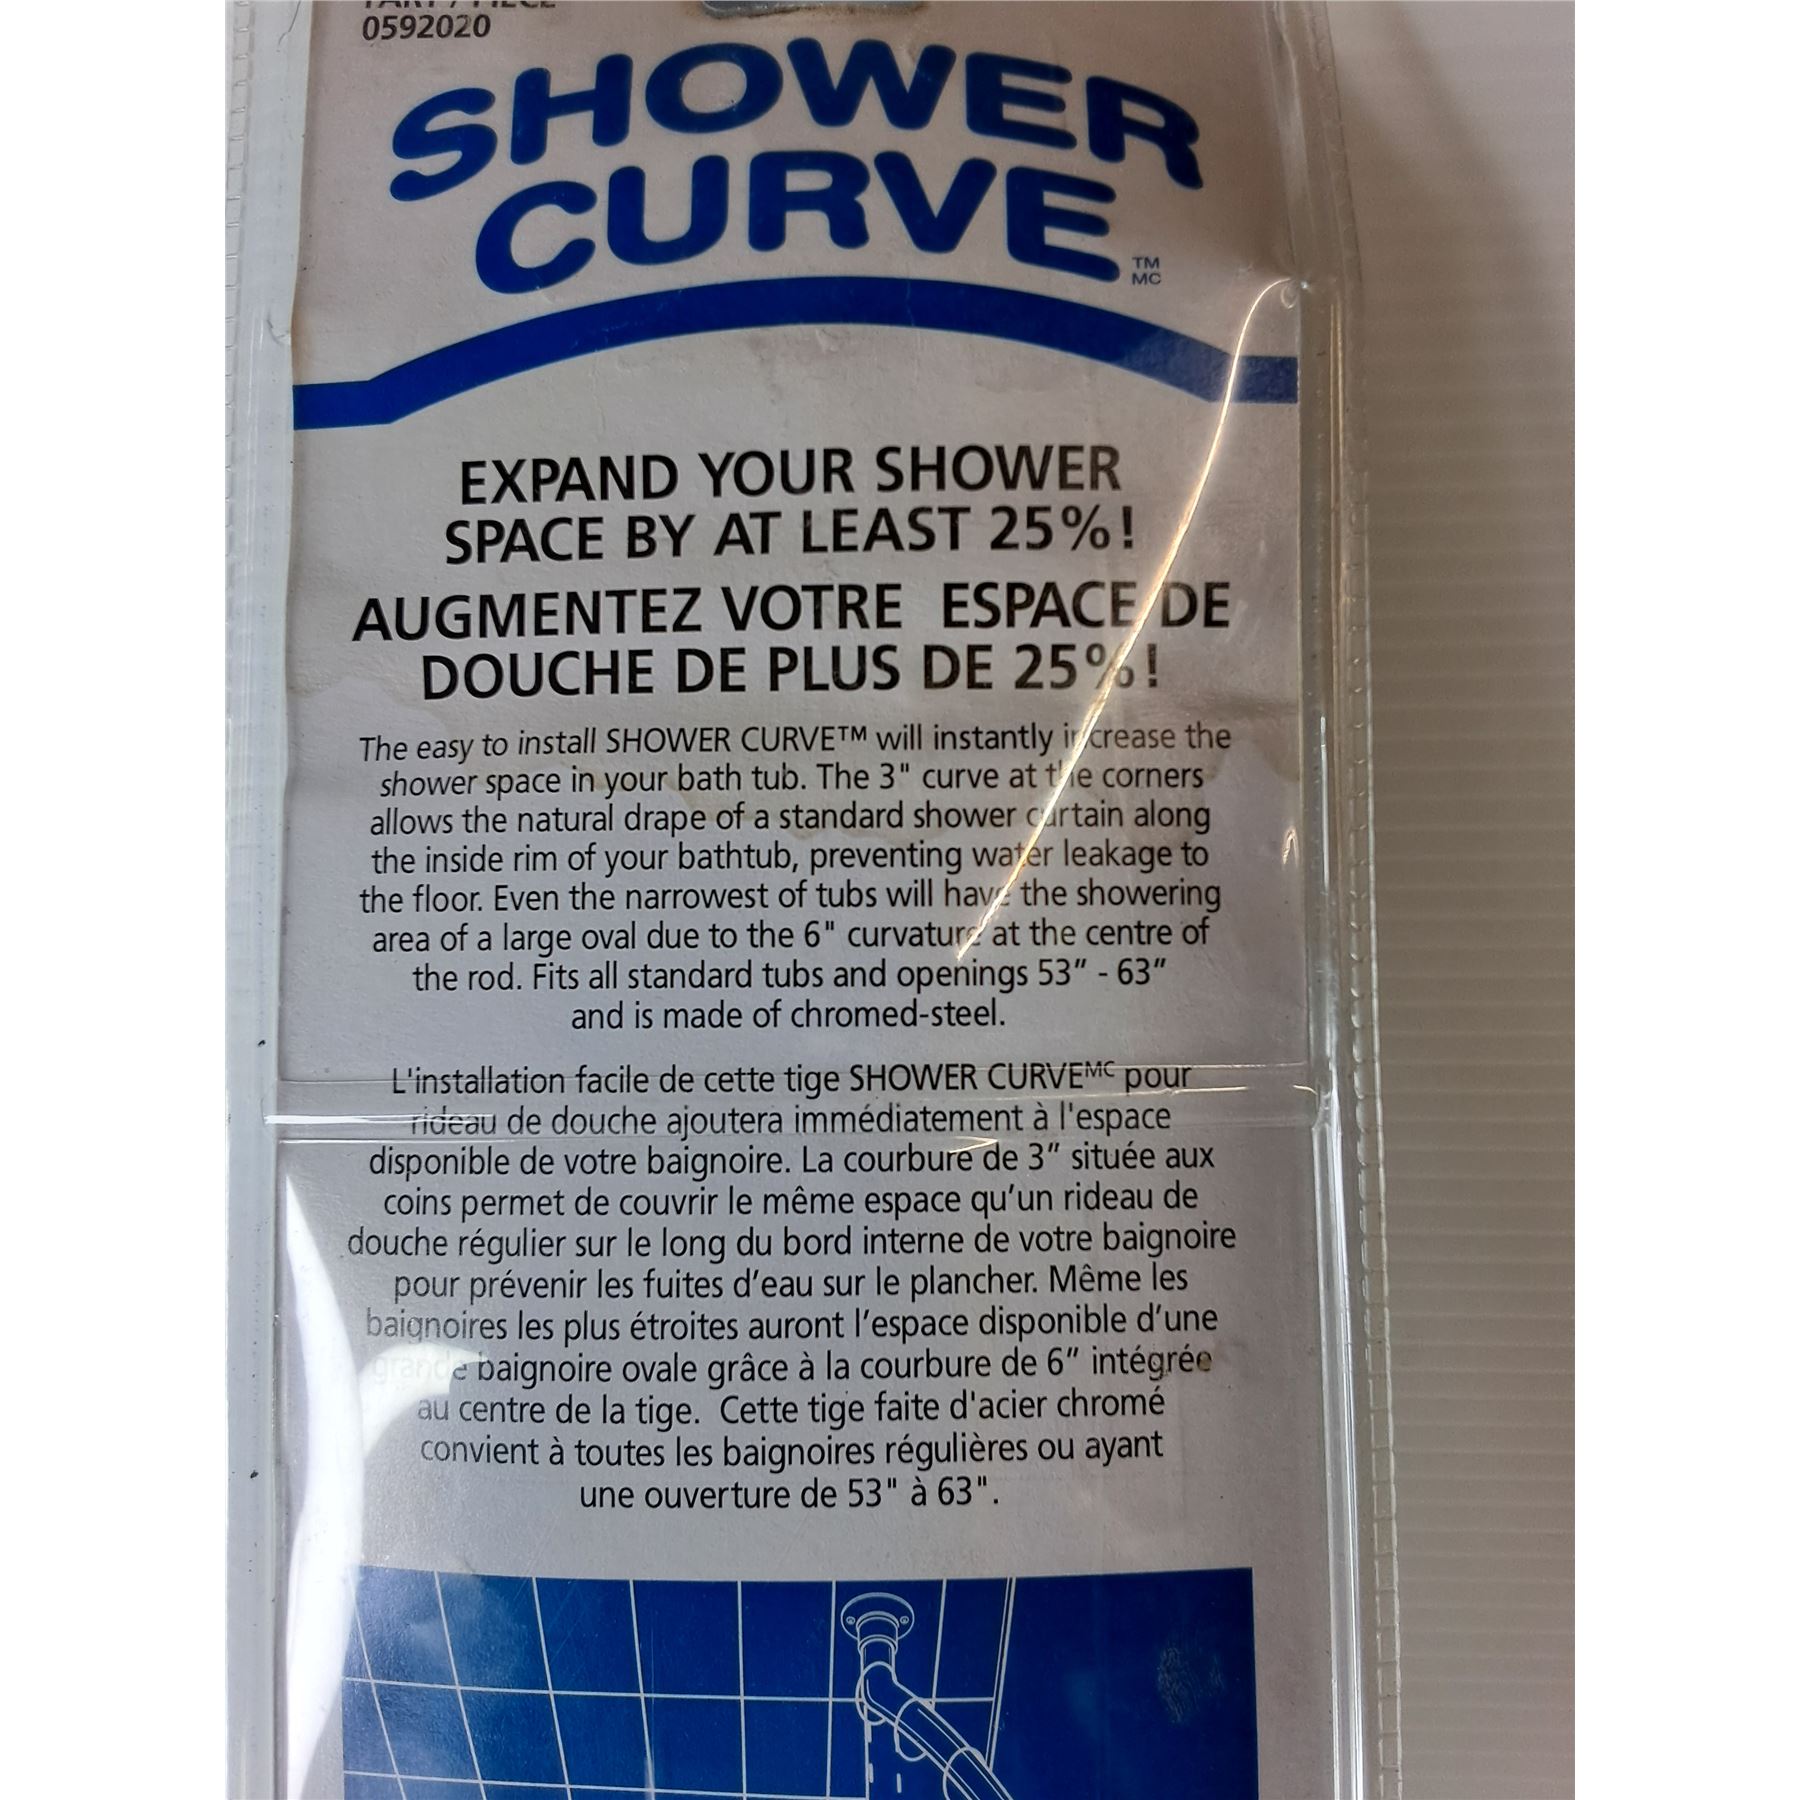 PART / PIECE
0592020
SHOWER
CURVE
TM
MC
EXPAND YOUR SHOWER
SPACE BY AT LEAST 25%!
AUGMENTEZ VOTRE ESPACE DE
DOUCHE DE PLUS DE 25%!
The easy to install SHOWER CURVE™ will instantly increase the
shower space in your bath tub. The 3" curve at the corners
allows the natural drape of a standard shower curtain along
the inside rim of your bathtub, preventing water leakage to
the floor. Even the narrowest of tubs will have the showering
area of a large oval due to the 6" curvature at the centre of
the rod. Fits all standard tubs and openings 53” - 63”
and is made of chromed-steel.
L'installation facile de cette tige SHOWER CURVEᴹᶜ pour
rideau de douche ajoutera immédiatement à l'espace
disponible de votre baignoire. La courbure de 3” située aux
coins permet de couvrir le même espace qu’un rideau de
douche régulier sur le long du bord interne de votre baignoire
pour prévenir les fuites d’eau sur le plancher. Même les
baignoires les plus étroites auront l’espace disponible d’une
grande baignoire ovale grâce à la courbure de 6” intégrée
au centre de la tige. Cette tige faite d'acier chromé
convient à toutes les baignoires régulières ou ayant
une ouverture de 53" à 63".